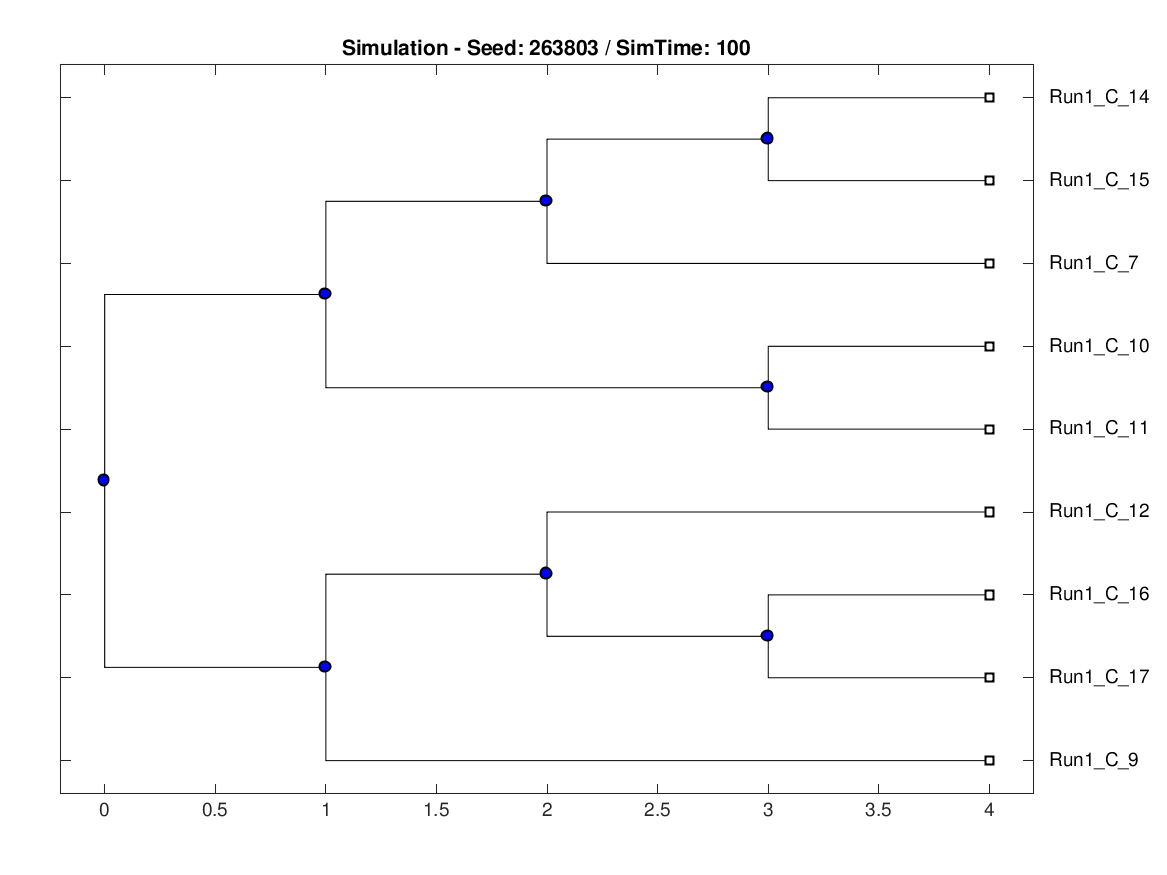 Simulation - Seed: 263803 / SimTime: 100
Run1_C_14
Run1_C_15
Run1_C_7
Run1_C_10
Run1_C_11
Run1_C_12
Run1_C_16
Run1_C_17
Run1_C_9
0 0.5 1 1.5 2 2.5 3 3.5 4